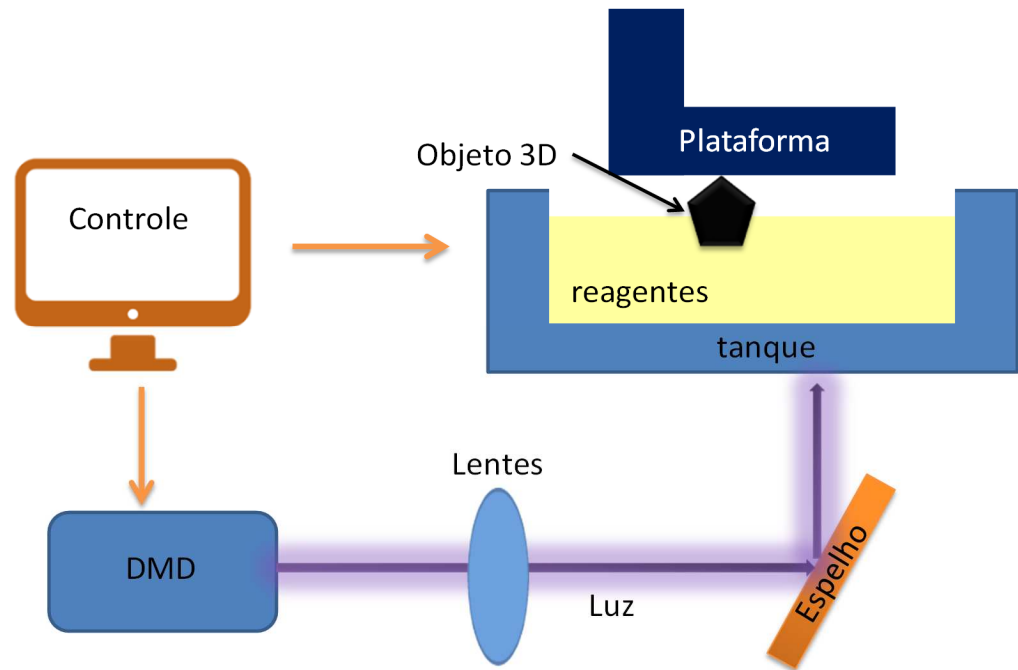 Plataforma
Objeto 3D
Controle
reagentes
tanque
Lentes
DMD
Luz
Espelho